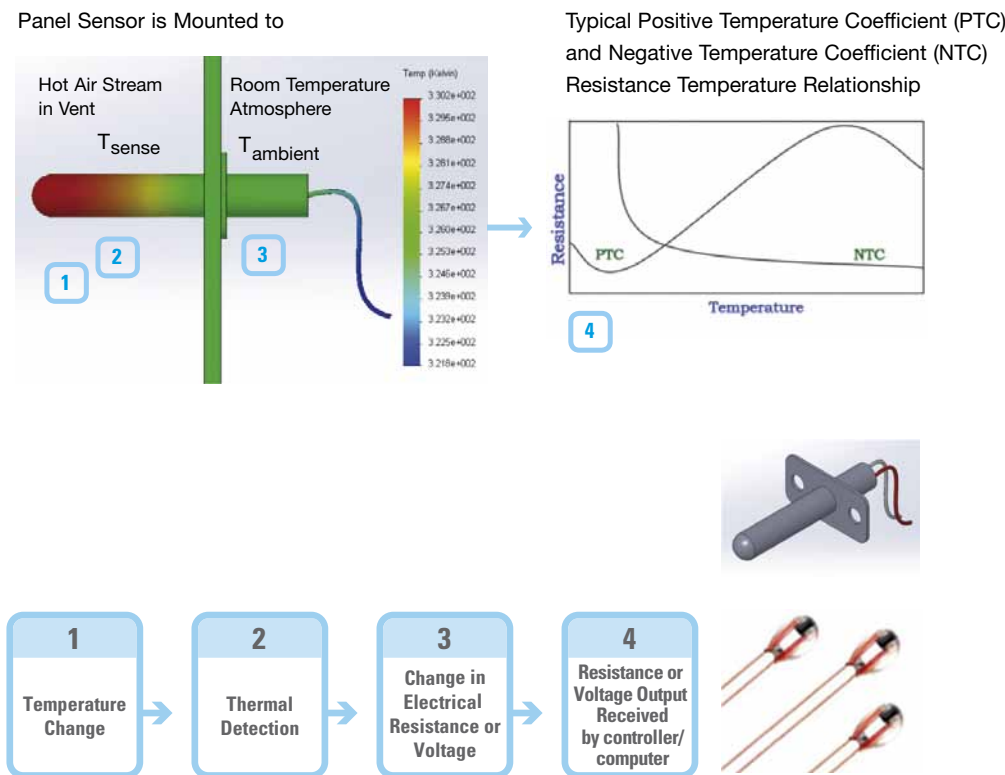 Panel Sensor is Mounted to
Typical Positive Temperature Coefficient (PTC)
and Negative Temperature Coefficient (NTC)
Resistance Temperature Relationship
Hot Air Stream
in Vent
T sense
Room Temperature
Atmosphere
T ambient
Temp (Kelvin)
3.302e+002
3.295e+002
3.288e+002
3.281e+002
3.274e+002
3.267e+002
3.260e+002
3.253e+002
3.246e+002
3.239e+002
3.232e+002
3.225e+002
3.218e+002
1
2
3
Resistance
PTC
NTC
Temperature
4
1
Temperature
Change
2
Thermal
Detection
3
Change in
Electrical
Resistance or
Voltage
4
Resistance or
Voltage Output
Received
by controller/
computer